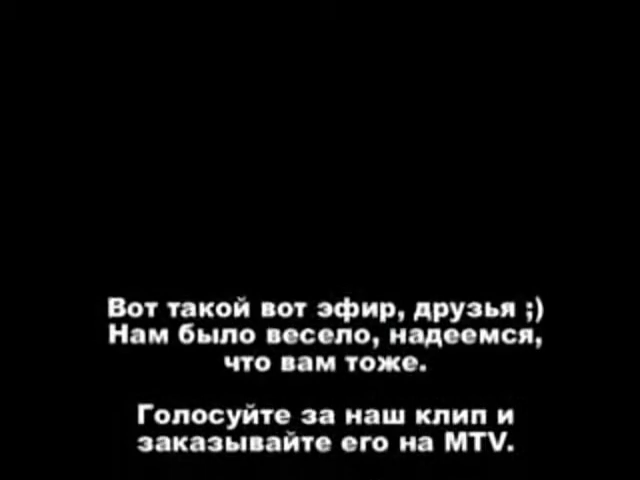 Вот такой вот эфир, друзья ;)
Нам было весело, надеемся,
что вам тоже.
Голосуйте за наш клип и
заказывайте его на MTV.